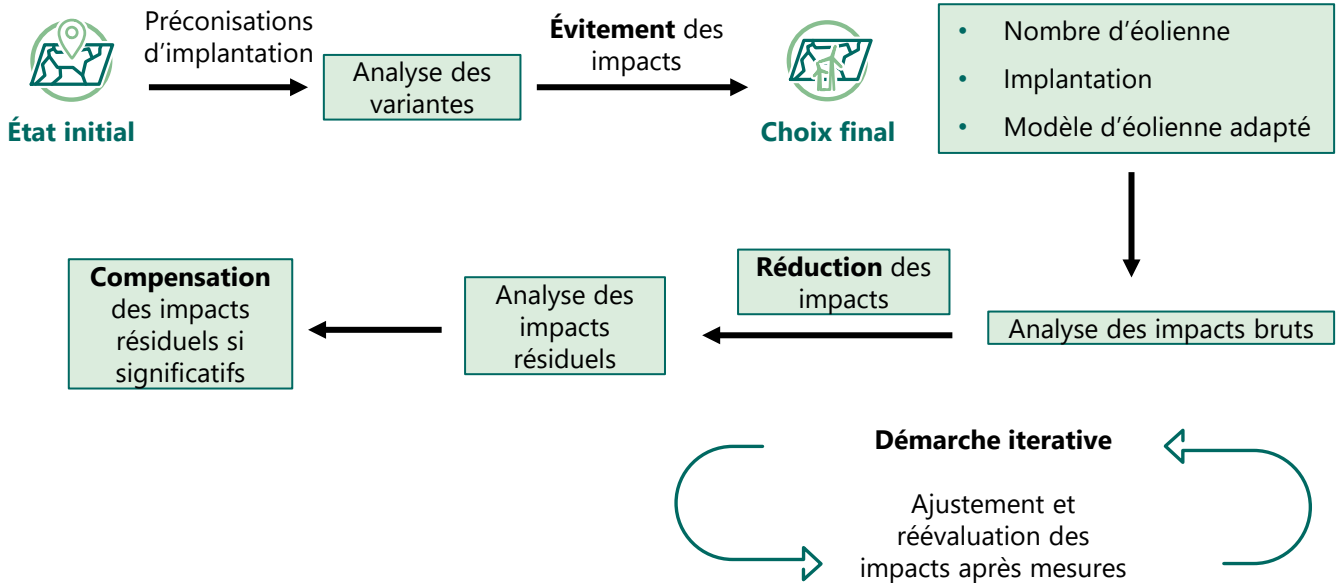 Préconisations
d’implantation
État initial
Analyse des
variantes
Évitement des
impacts
Choix final
• Nombre d’éolienne
• Implantation
• Modèle d’éolienne adapté
Analyse des impacts bruts
Réduction des
impacts
Analyse des
impacts
résiduels
Compensation
des impacts
résiduels si
significatifs
Démarche iterative
Ajustement et
réévaluation des
impacts après mesures